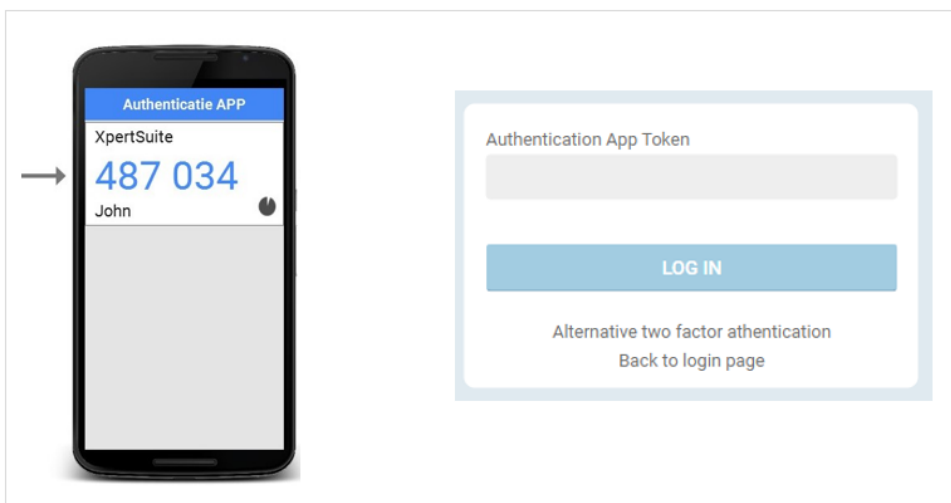 Authenticatie APP
XpertSuite
487 034
John
Authentication App Token
LOG IN
Alternative two factor athentication
Back to login page